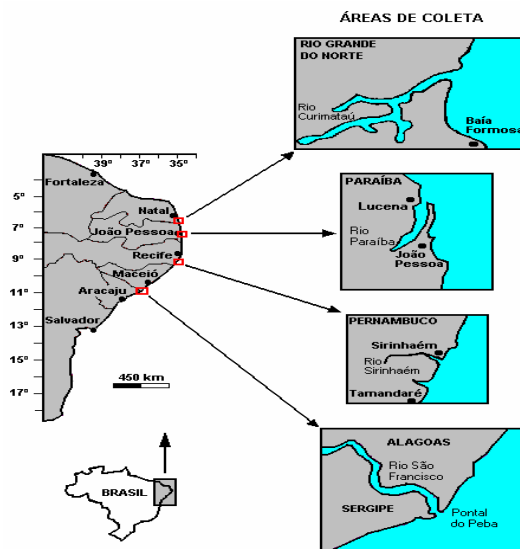 ÁREAS DE COLETA
RIO GRANDE
DO NORTE
Rio
Curimataú
Baía
Formosa
39° 37° 35°
Fortaleza
5°
Natal
7°
João Pessoa
9°
Recife
Maceió
11°
Aracaju
13°
Salvador
15°
17°
450 km
PARAÍBA
Lucena
Rio
Paraíba
João
Pessoa
PERNAMBUCO
Sirinhaém
Rio
Sirinhaém
Tamandaré
ALAGOAS
Rio São
Francisco
SERGIPE
Pontal
do Peba
BRASIL